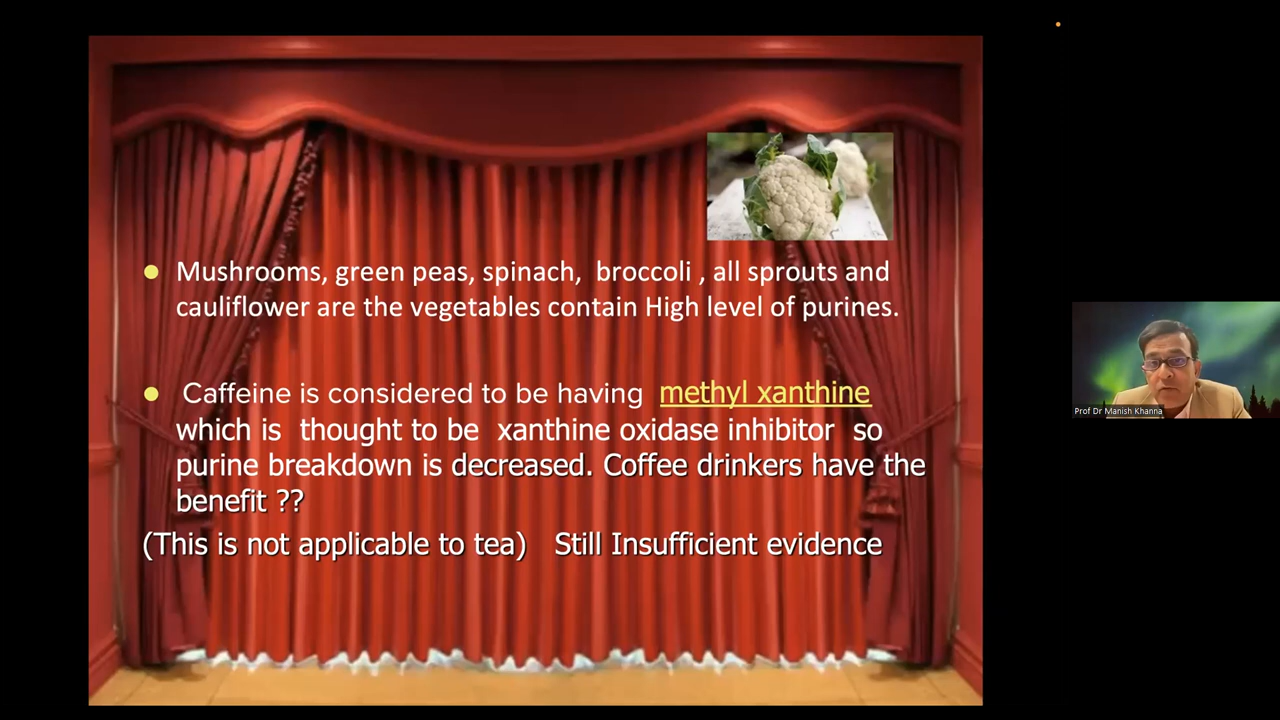 Mushrooms, green peas, spinach, broccoli , all sprouts and
cauliflower are the vegetables contain High level of purines.
Caffeine is considered to be having methyl xanthine
which is thought to be xanthine oxidase inhibitor so
purine breakdown is decreased. Coffee drinkers have the
benefit ??
(This is not applicable to tea) Still Insufficient evidence
Prof Dr Manish Khanna